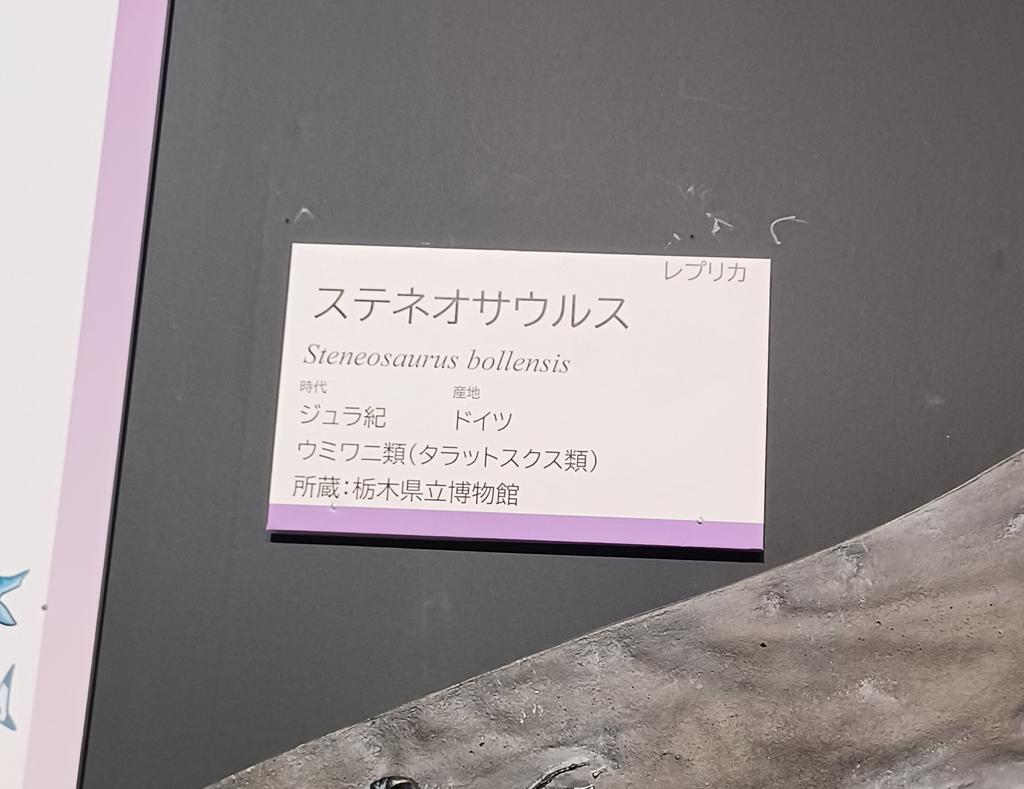 レプリカ
ステネオサウルス
Steneosaurus bollensis
時代 産地
ジュラ紀 ドイツ
ウミワニ類(タラットスクス類)
所蔵:栃木県立博物館